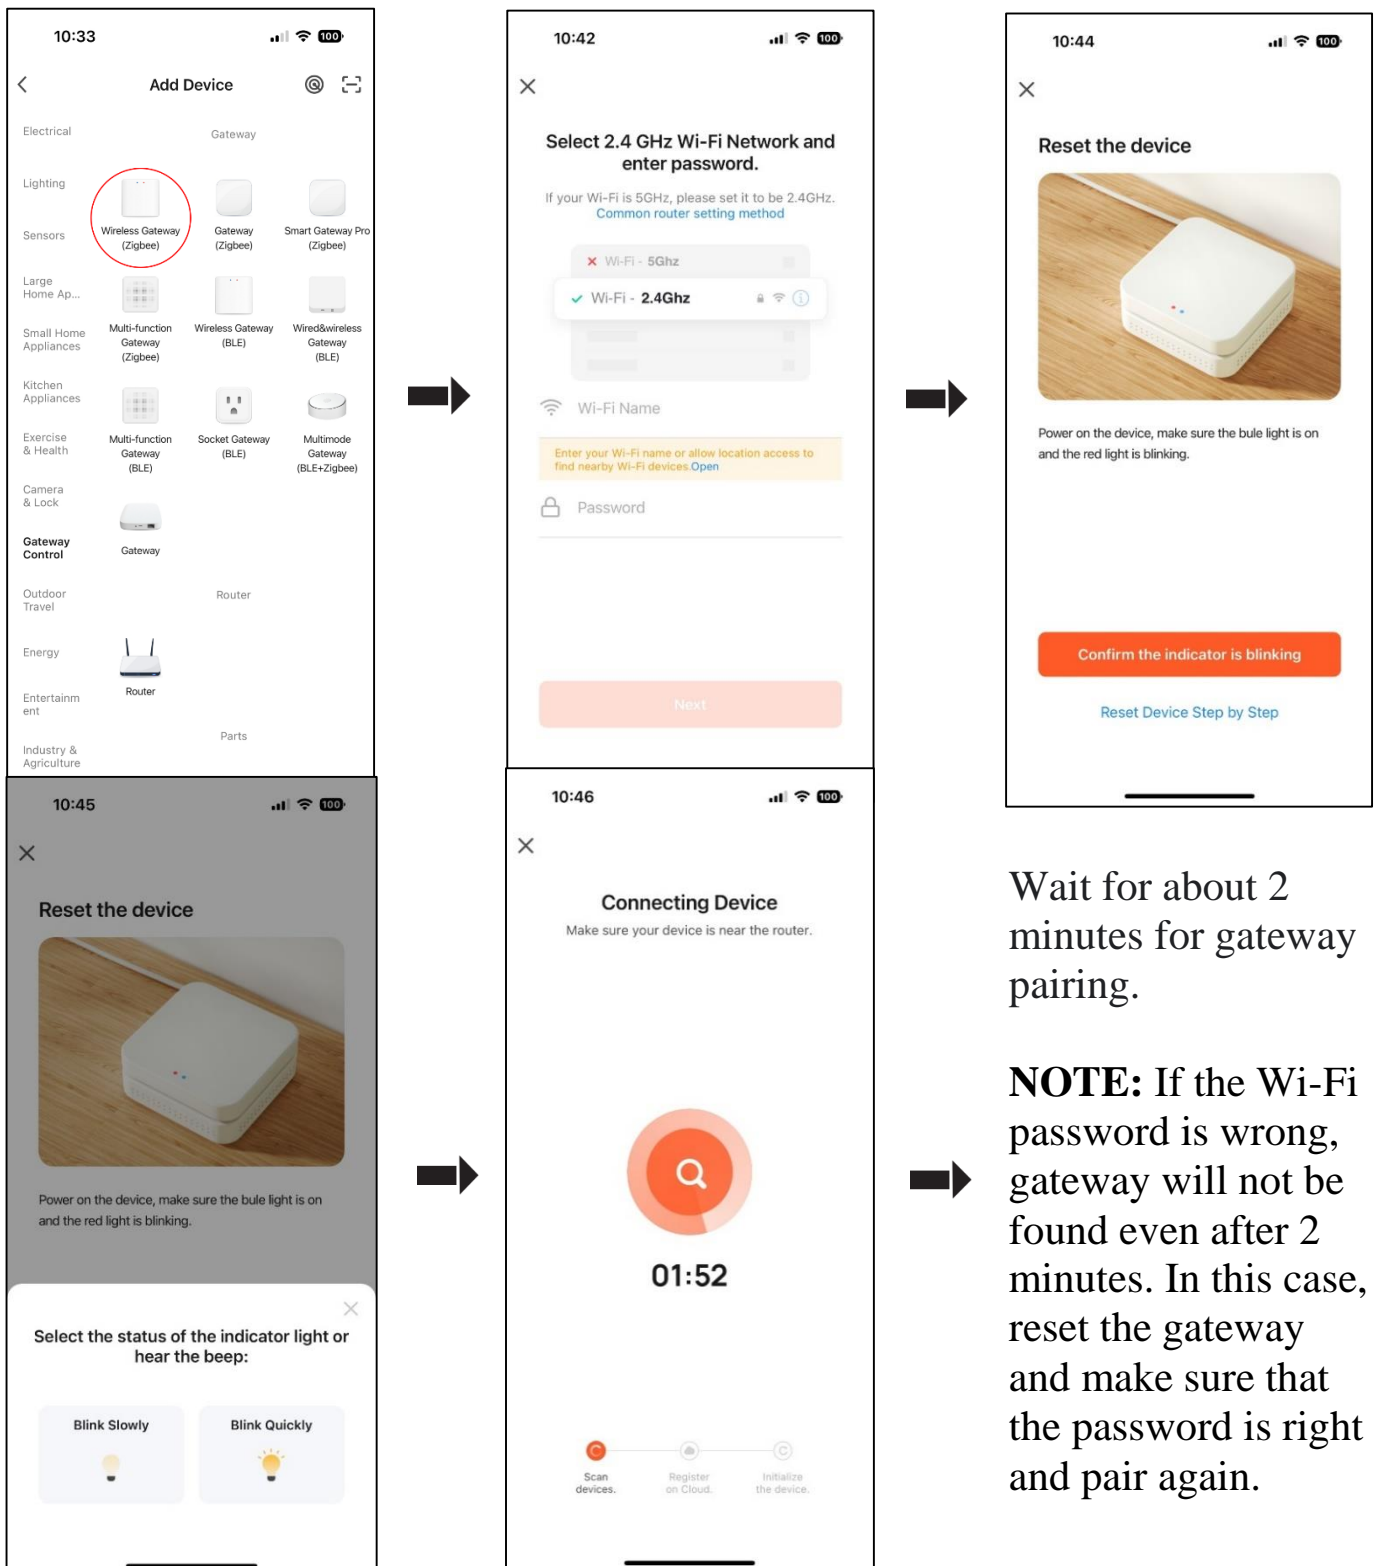 10:33
100
Add Device
Electrical
Gateway
Lighting
Sensors
Wireless Gateway
(Zigbee)
Gateway
(Zigbee)
Smart Gateway Pro
(Zigbee)
Large
Home Ap...
Small Home
Appliances
Multi-function
Gateway
(Zigbee)
Wireless Gateway
(BLE)
Wired&wireless
Gateway
(BLE)
Kitchen
Appliances
Exercise
& Health
Multi-function
Gateway
(BLE)
Socket Gateway
(BLE)
Multimode
Gateway
(BLE+Zigbee)
Camera
& Lock
Gateway
Control
Gateway
Outdoor
Travel
Router
Energy
Entertainm
ent
Router
Parts
Industry &
Agriculture
10:42
100
Select 2.4 GHz Wi-Fi Network and
enter password.
If your Wi-Fi is 5GHz, please set it to be 2.4GHz.
Common router setting method
Wi-Fi - 5Ghz
Wi-Fi - 2.4Ghz
Wi-Fi Name
Enter your Wi-Fi name or allow location access to
find nearby Wi-Fi devices.Open
Password
Next
10:44
100
Reset the device
Power on the device, make sure the bule light is on
and the red light is blinking.
Confirm the indicator is blinking
Reset Device Step by Step
10:45
100
Reset the device
Power on the device, make sure the bule light is on
and the red light is blinking.
Select the status of the indicator light or
hear the beep:
Blink Slowly
Blink Quickly
10:46
100
Connecting Device
Make sure your device is near the router.
01:52
Scan
devices.
Register
on Cloud.
Initialize
the device.
Wait for about 2
minutes for gateway
pairing.
NOTE: If the Wi-Fi
password is wrong,
gateway will not be
found even after 2
minutes. In this case,
reset the gateway
and make sure that
the password is right
and pair again.